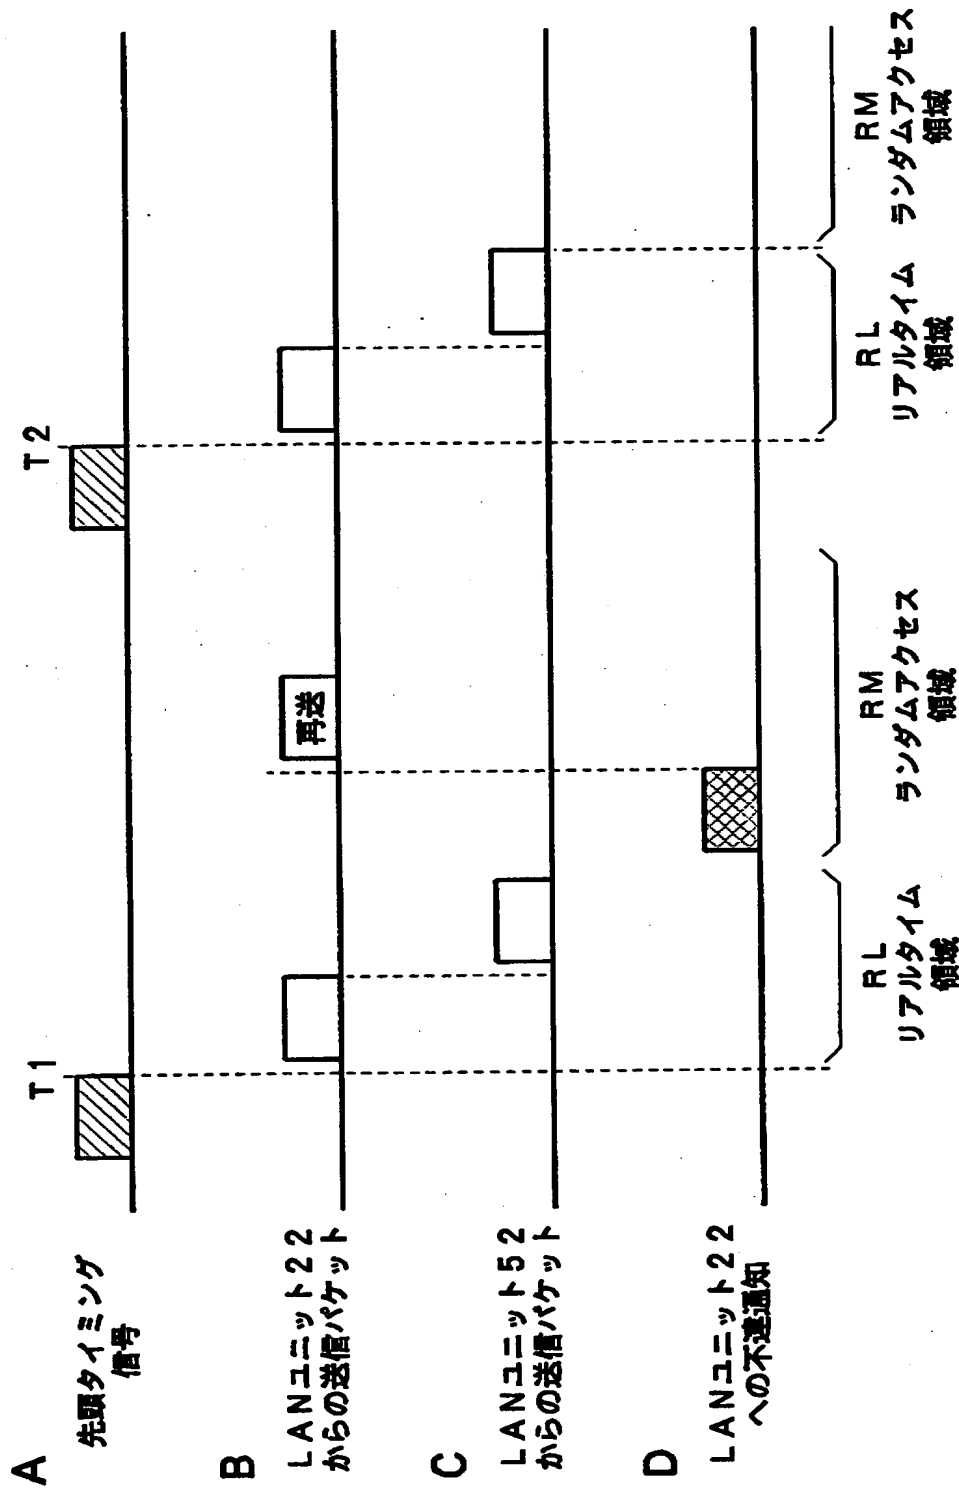 A
先頭タイミング
信号
T1
T2
B
LANユニット22
からの送信パケット
再送
C
LANユニット52
からの送信パケット
D
LANユニット22
への不達通知
RL
リアルタイム
領域
RM
ランダムアクセス
領域
RL
リアルタイム
領域
RM
ランダムアクセス
領域